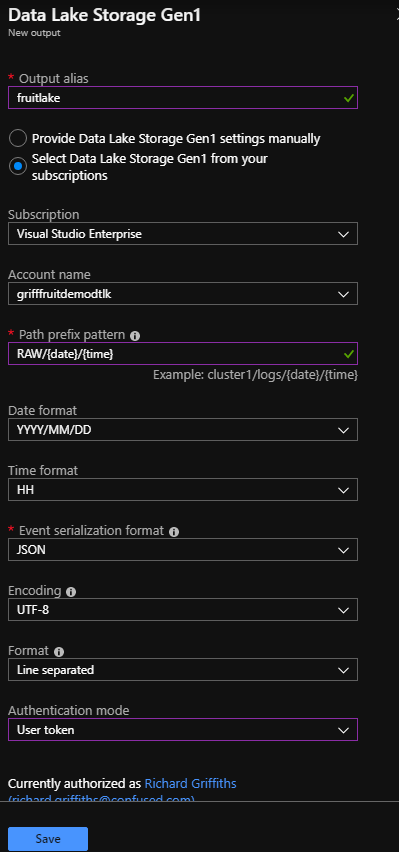 Data Lake Storage Gen1
New output
* Output alias
fruitlake
Provide Data Lake Storage Gen1 settings manually
Select Data Lake Storage Gen1 from your
subscriptions
Subscription
Visual Studio Enterprise
Account name
grifffruitdemodtlk
* Path prefix pattern
RAW/{date}/{time}
Example: cluster1/logs/{date}/{time}
Date format
YYYY/MM/DD
Time format
HH
* Event serialization format
JSON
Encoding
UTF-8
Format
Line separated
Authentication mode
User token
Currently authorized as Richard Griffiths
(richard.griffiths@confused.com)
Save